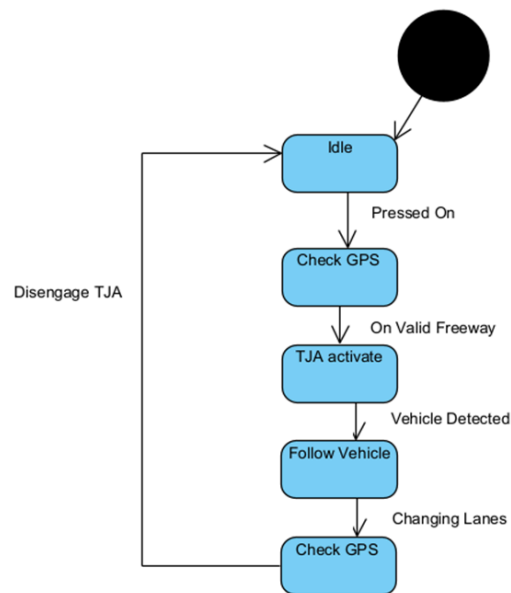 Idle
Pressed On
Check GPS
Disengage TJA
On Valid Freeway
TJA activate
Vehicle Detected
Follow Vehicle
Changing Lanes
Check GPS